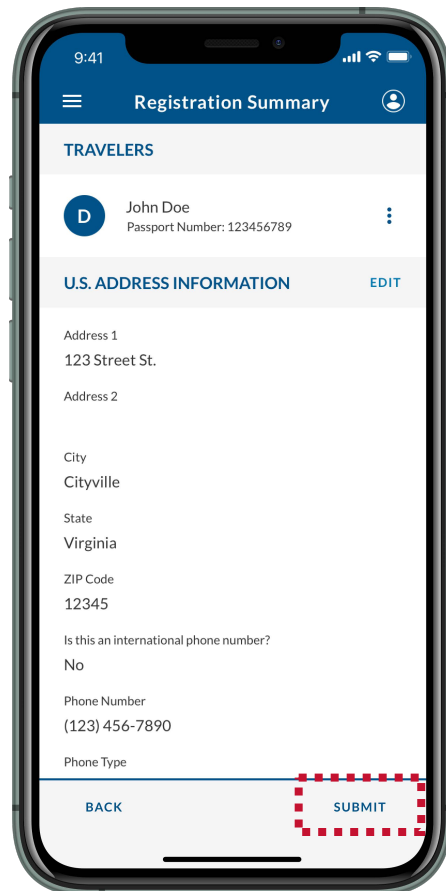 9:41
Registration Summary
TRAVELERS
D
John Doe
Passport Number: 123456789
U.S. ADDRESS INFORMATION EDIT
Address 1
123 Street St.
Address 2
City
Cityville
State
Virginia
ZIP Code
12345
Is this an international phone number?
No
Phone Number
(123) 456-7890
Phone Type
BACK SUBMIT